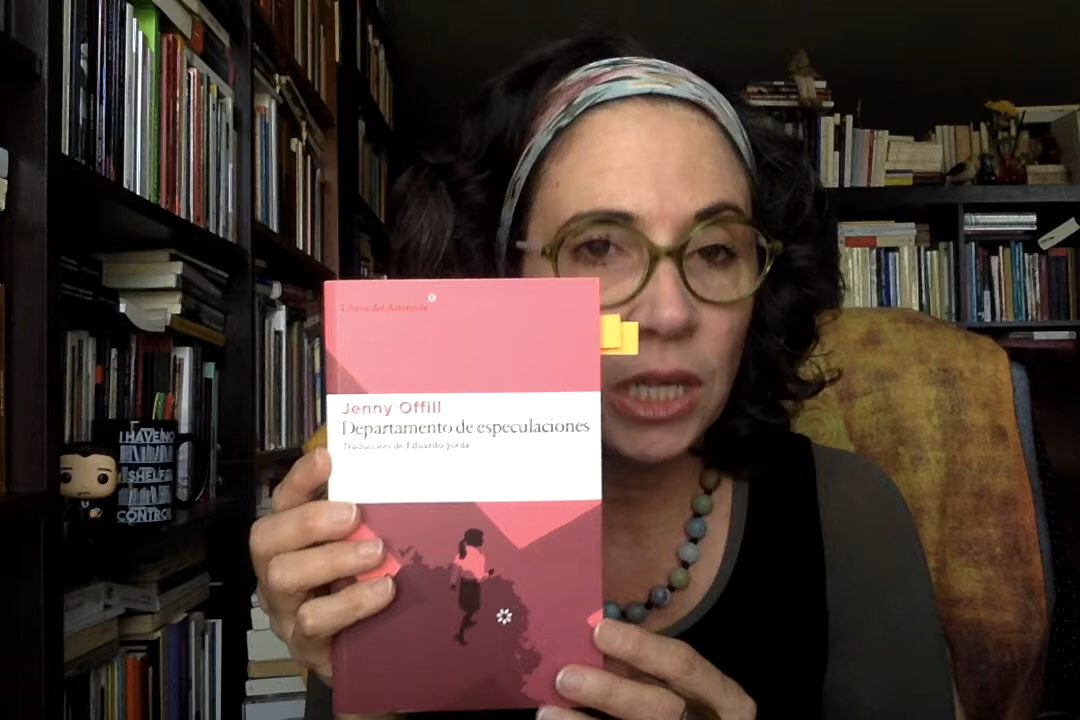 Libros del Asteroide
Jenny Offill
Departamento de especulaciones
Traducción de Eduardo Jordá
I HAVE NO
SHELF
CONTROL